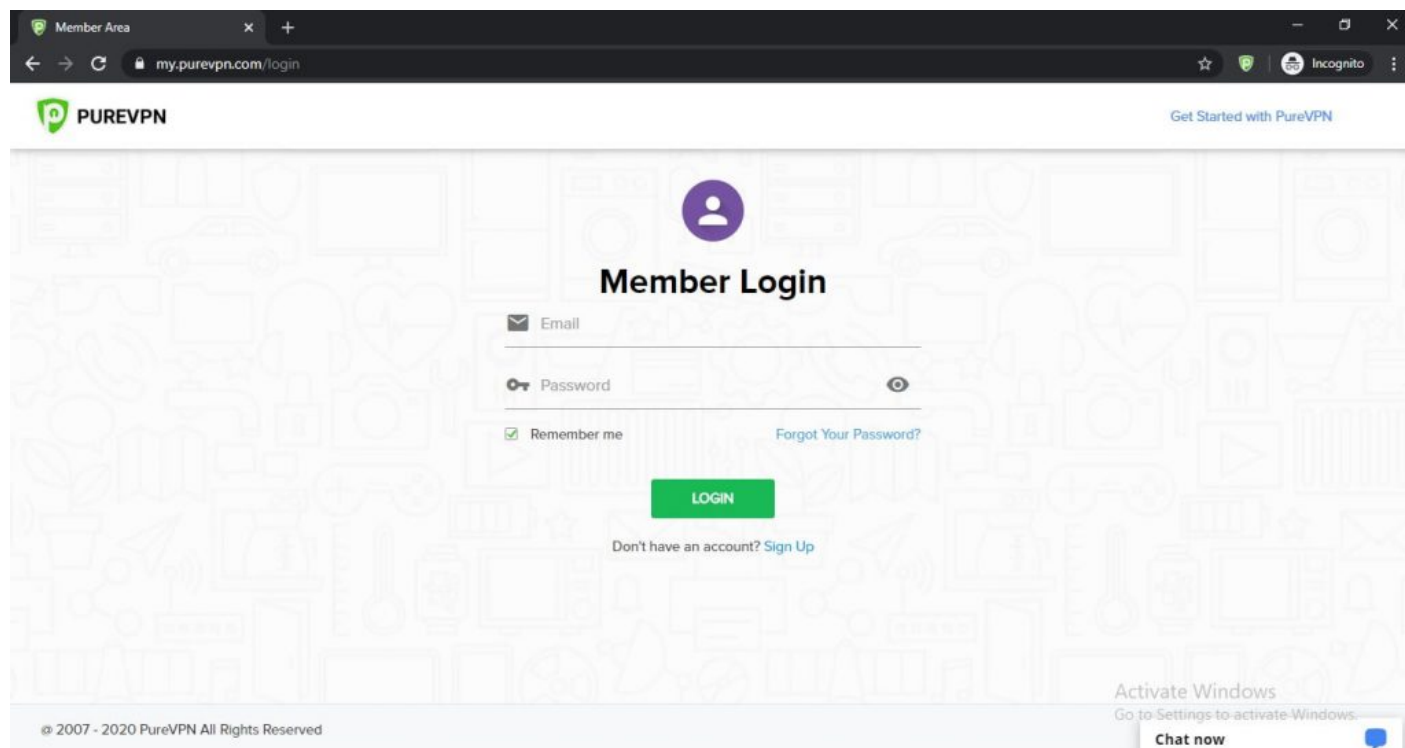 Member Area
my.purevpn.com/login
Incognito
PUREVPN
Get Started with PureVPN
Member Login
Email
Password
Remember me
Forgot Your Password?
LOGIN
Don't have an account? Sign Up
Activate Windows
Go to Settings to activate Windows.
@ 2007 - 2020 PureVPN All Rights Reserved
Chat now